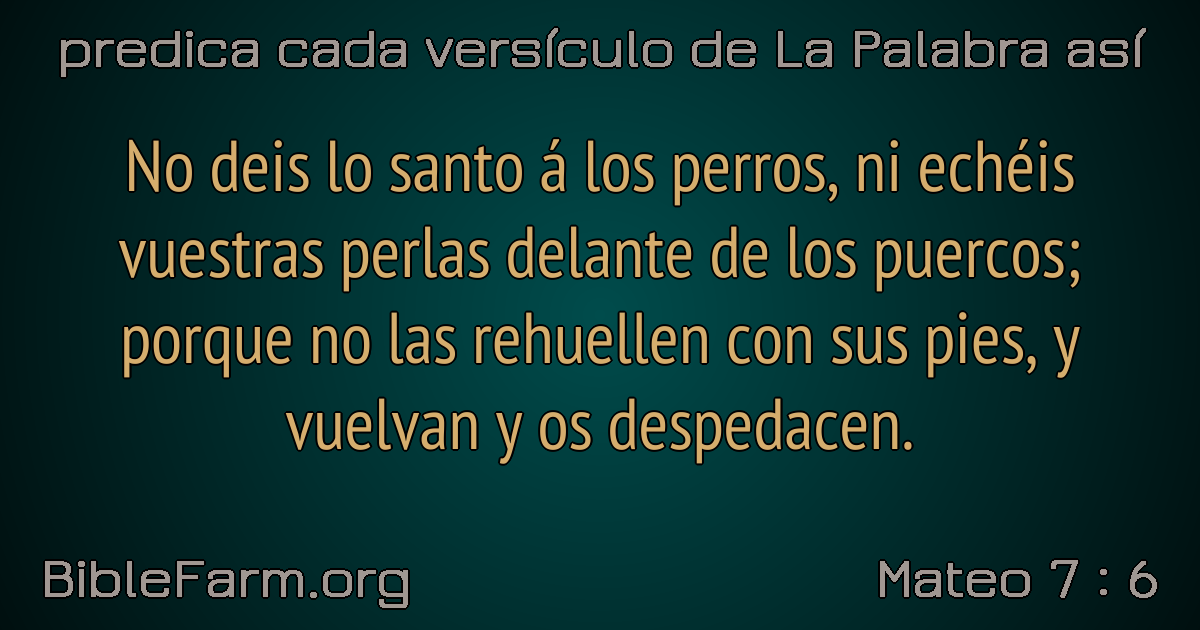 predica cada versículo de La Palabra así
No deis lo santo á los perros, ni echéis
vuestras perlas delante de los puercos;
porque no las rehuellen con sus pies, y
vuelvan y os despedacen.
BibleFarm.org
Mateo 7 : 6